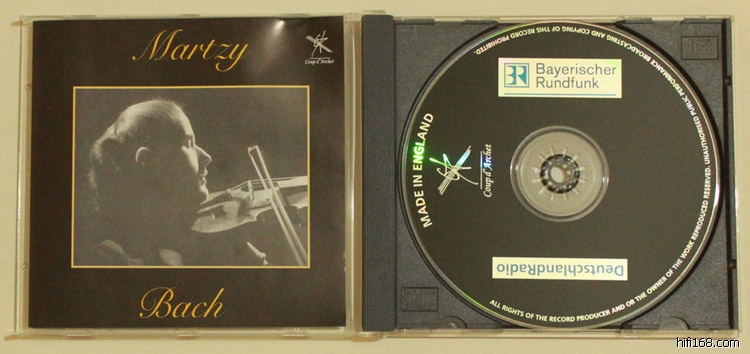 Martzy
Coup d'Archet
Bach
Bayerischer
Rundfunk
MADE IN ENGLAND
Coup d'Archet
DeutschlandRadio
ALL RIGHTS OF THE RECORD PRODUCER AND OR THE OWNER OF THE WORK REPRODUCED RESERVED. UNAUTHORISED PUBLIC PERFORMANCE BROADCASTING AND COPYING OF THIS RECORD PROHIBITED.
hifi168.com